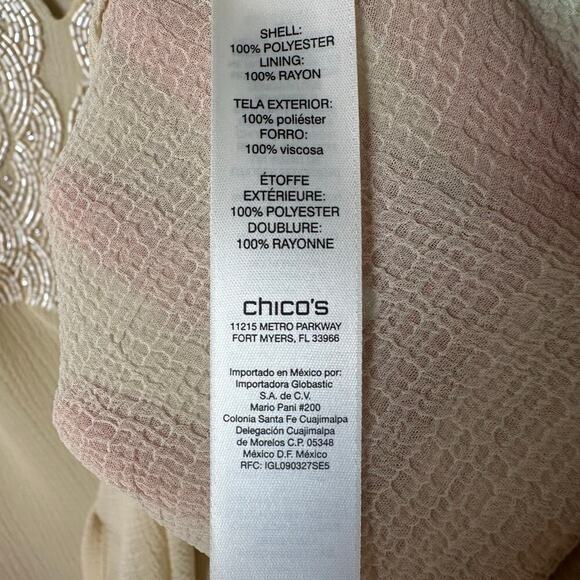 SHELL:
100% POLYESTER
LINING:
100% RAYON
TELA EXTERIOR:
100% poliéster
FORRO:
100% viscosa
ÉTOFFE
EXTÉRIEURE:
100% POLYESTER
DOUBLURE:
100% RAYONNE
chico's
11215 METRO PARKWAY
FORT MYERS, FL 33966
Importado en México por:
Importadora Globastic
S.A. de C.V.
Mario Pani #200
Colonia Santa Fe Cuajimalpa
Delegación Cuajimalpa
de Morelos C.P. 05348
México D.F. México
RFC: IGL090327SE5